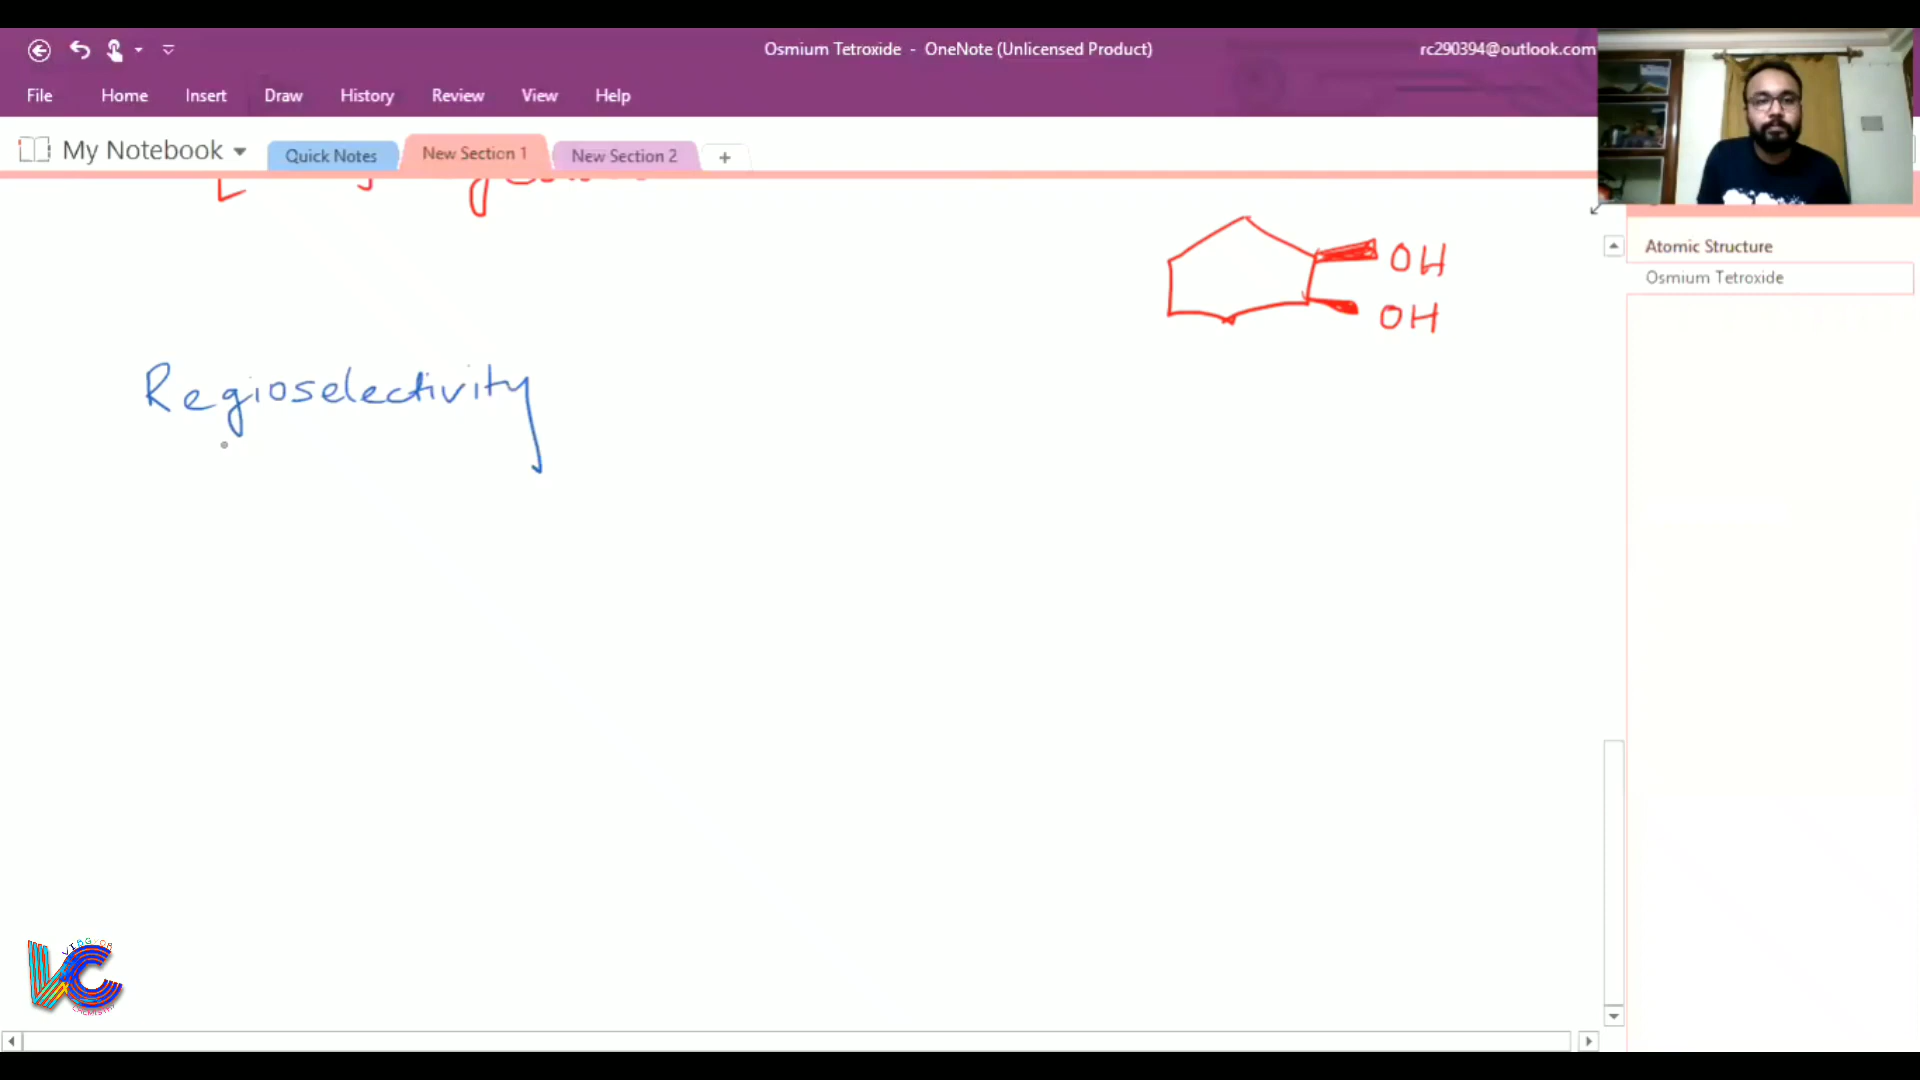 Osmium Tetroxide - OneNote (Unlicensed Product)
rc290394@outlook.com
File Home Insert Draw History Review View Help
My Notebook
Quick Notes
New Section 1
New Section 2
+
OH
OH
Atomic Structure
Osmium Tetroxide
Regioselectivity
VC